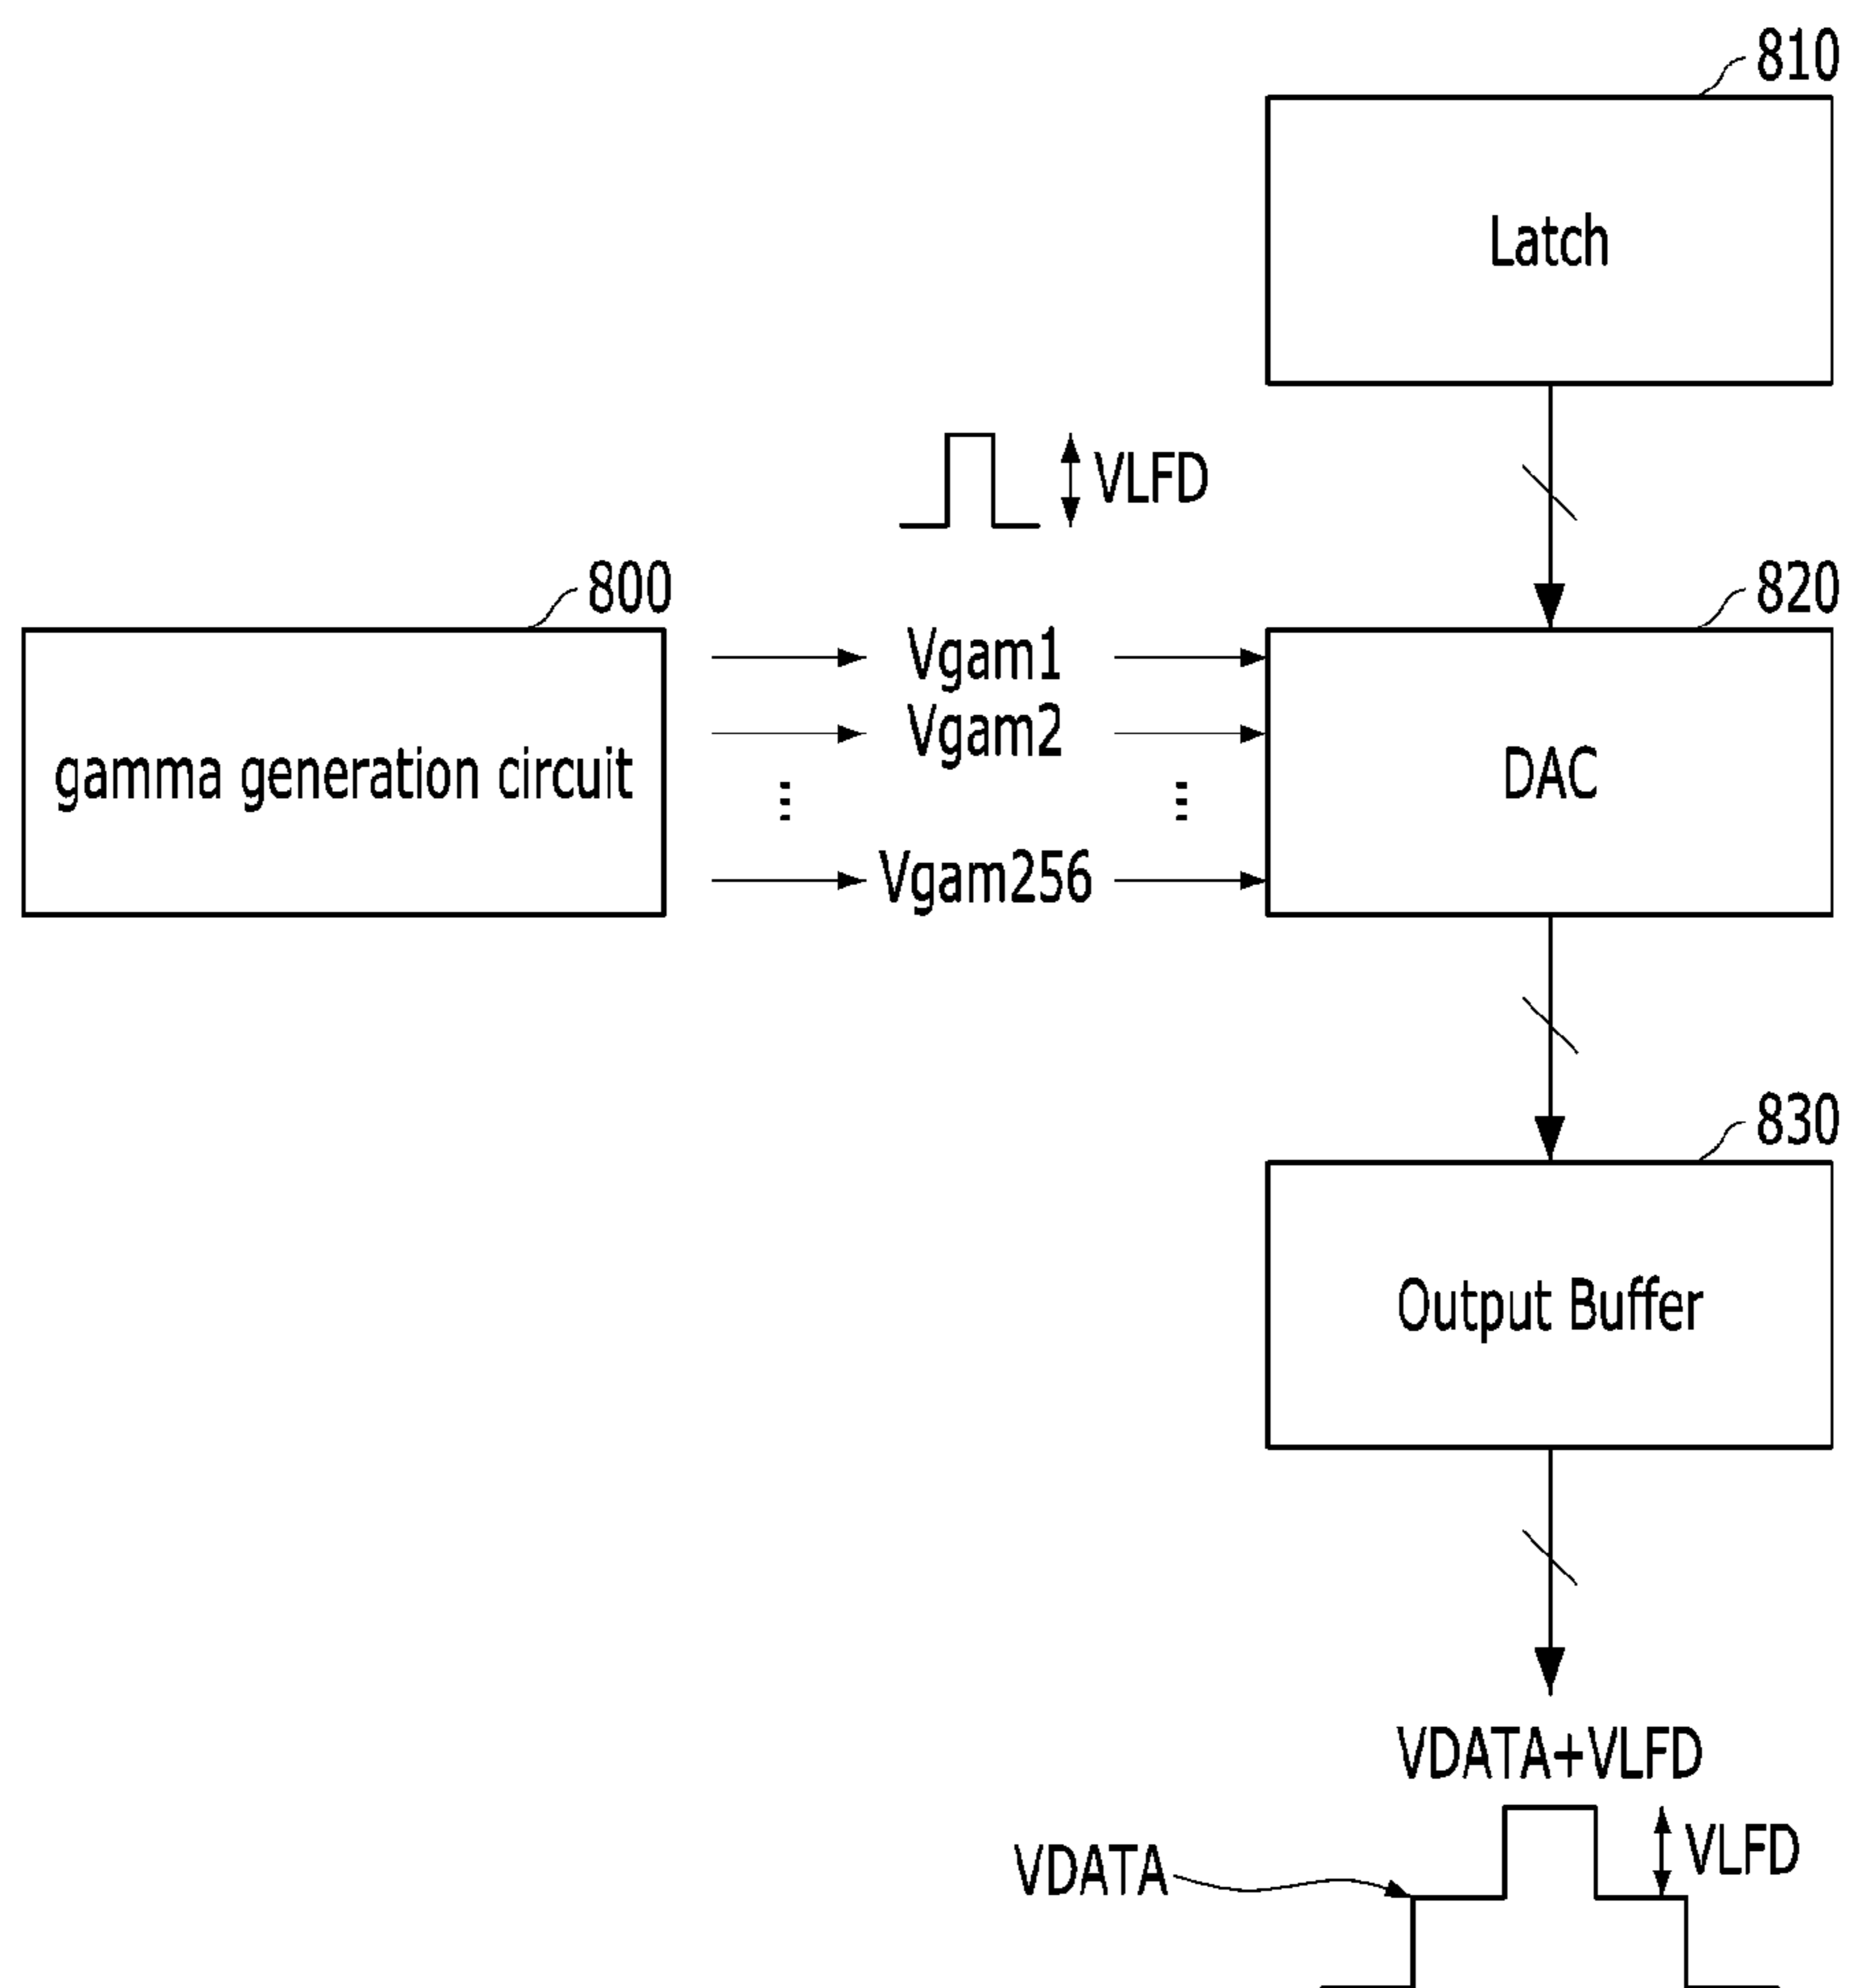 810
Latch
VLFD
800
820
Vgam1
Vgam2
gamma generation circuit
DAC
Vgam256
830
Output Buffer
VDATA+VLFD
VLFD
VDATA